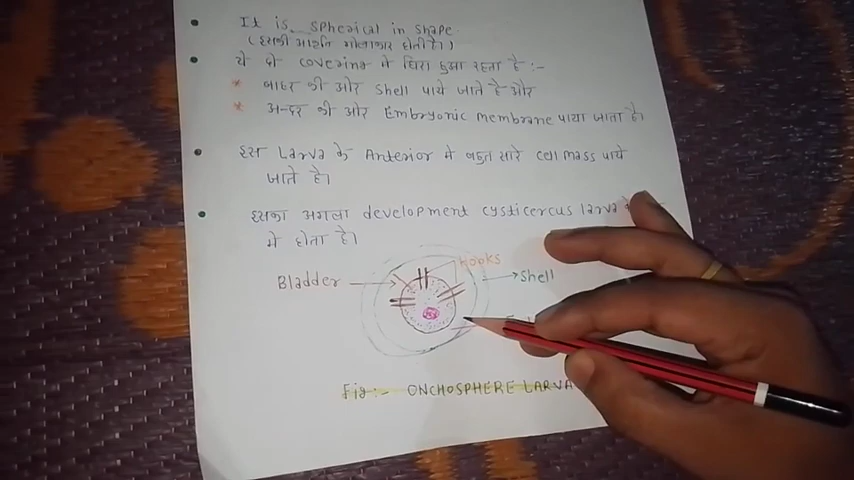 It is spherical in shape.
(इसकी आकृति गोलाकार होती है।)
ये दो covering से घिरा हुआ रहता है :-
* बाहर की ओर shell पाये जाते है और
* अन्दर की ओर Embryonic membrane पाया जाता है।
इस Larva के Anterior मे बहुत सारे cell mass पाये
जाते है।
इसका अगला development cysticercus larva
मे होता है।
Hooks
Bladder
Shell
Fig:- ONCHOSPHERE LARVA